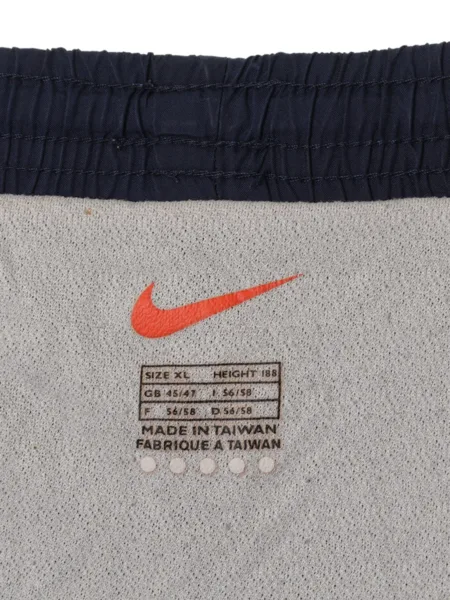 SIZE XL HEIGHT 188
GB 45/47 I 56/58
F 56/58 D 56/58
MADE IN TAIWAN
FABRIQUE A TAIWAN